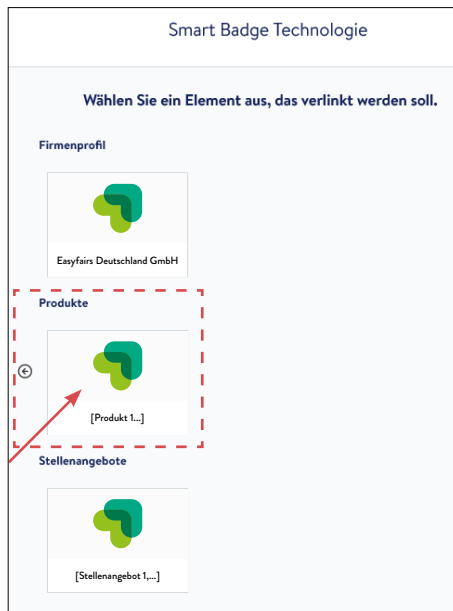 Smart Badge Technologie
Wählen Sie ein Element aus, das verlinkt werden soll.
Firmenprofil
Easyfairs Deutschland GmbH
Produkte
[Produkt 1...]
Stellenangebote
[Stellenangebot 1,...]